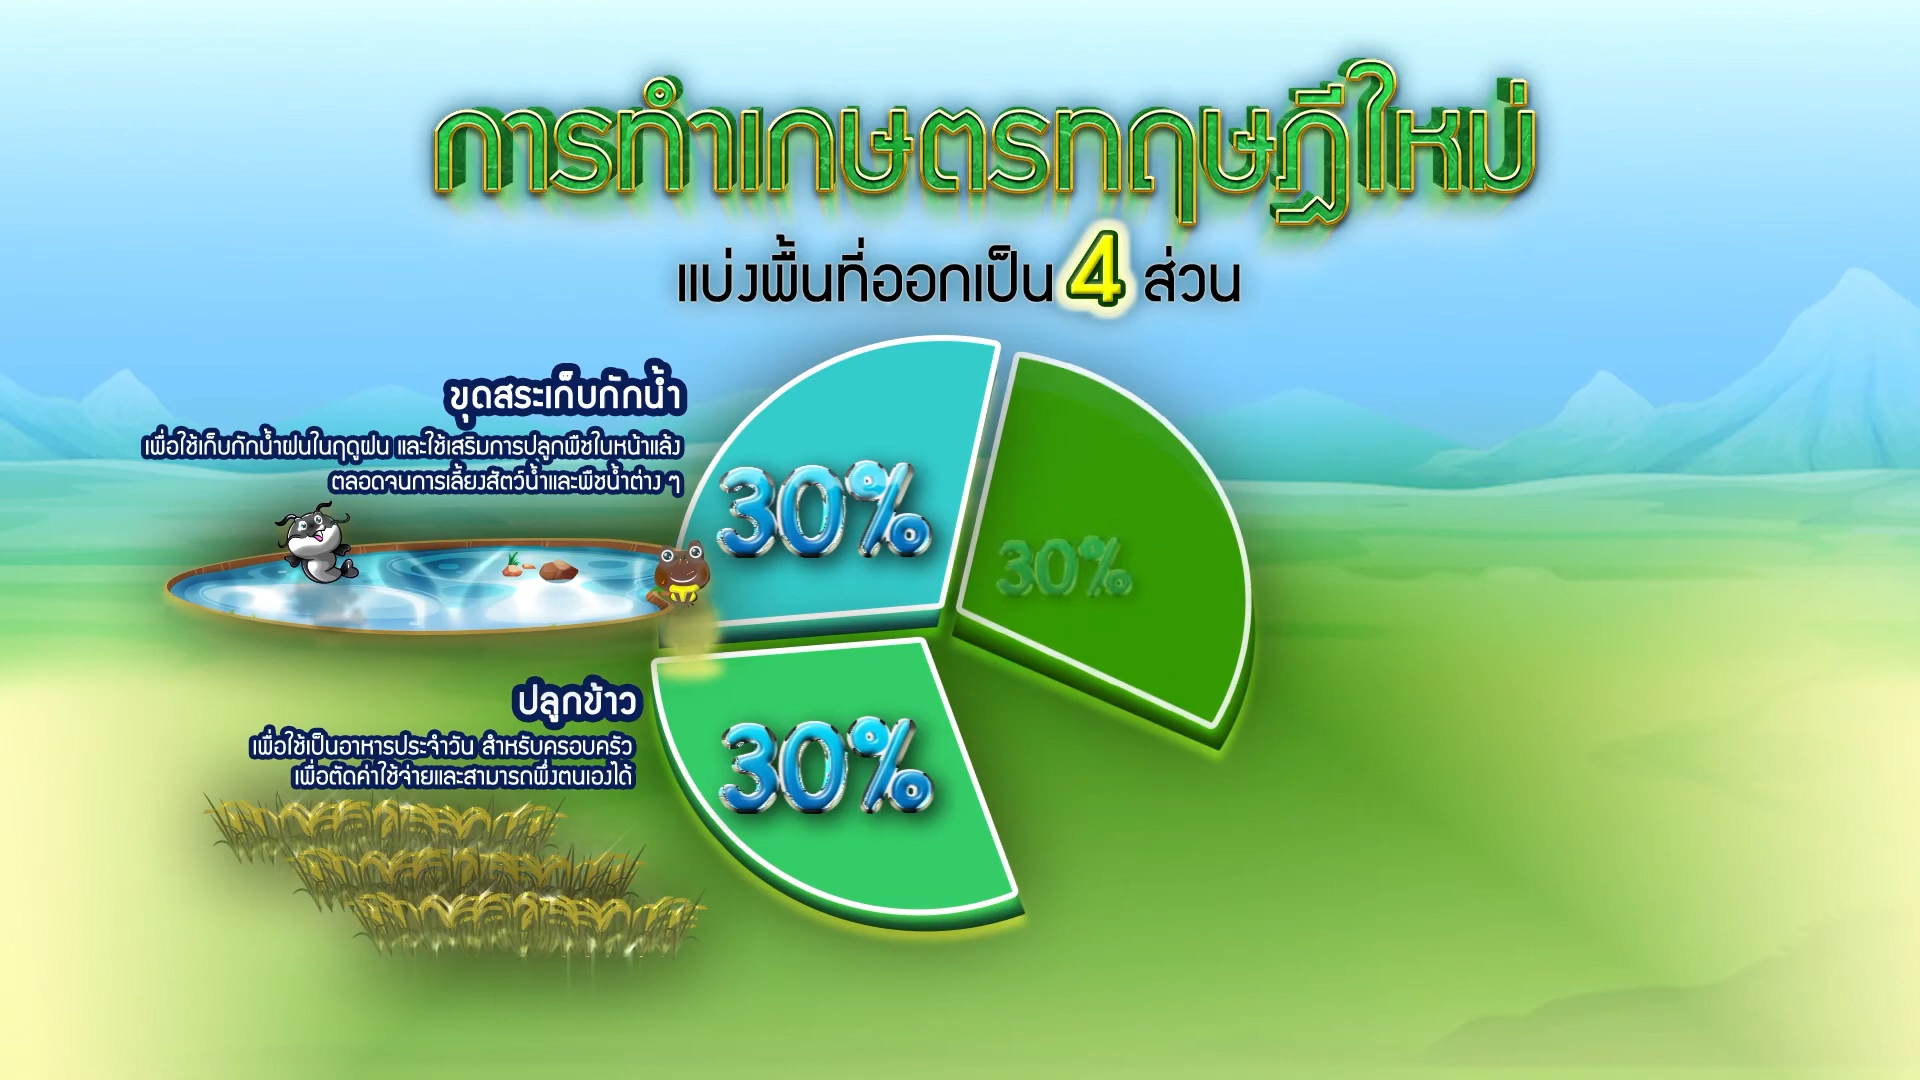 การทำเกษตรทฤษฎีใหม่
แบ่งพื้นที่ออกเป็น 4 ส่วน
ขุดสระเก็บกักน้ำ
เพื่อใช้เก็บกักน้ำฝนในฤดูฝน และใช้เสริมการปลูกพืชในหน้าแล้ง
ตลอดจนการเลี้ยงสัตว์น้ำและพืชน้ำต่าง ๆ
30%
30%
ปลูกข้าว
เพื่อใช้เป็นอาหารประจำวัน สำหรับครอบครัว
เพื่อตัดค่าใช้จ่ายและสามารถพึ่งตนเองได้
30%